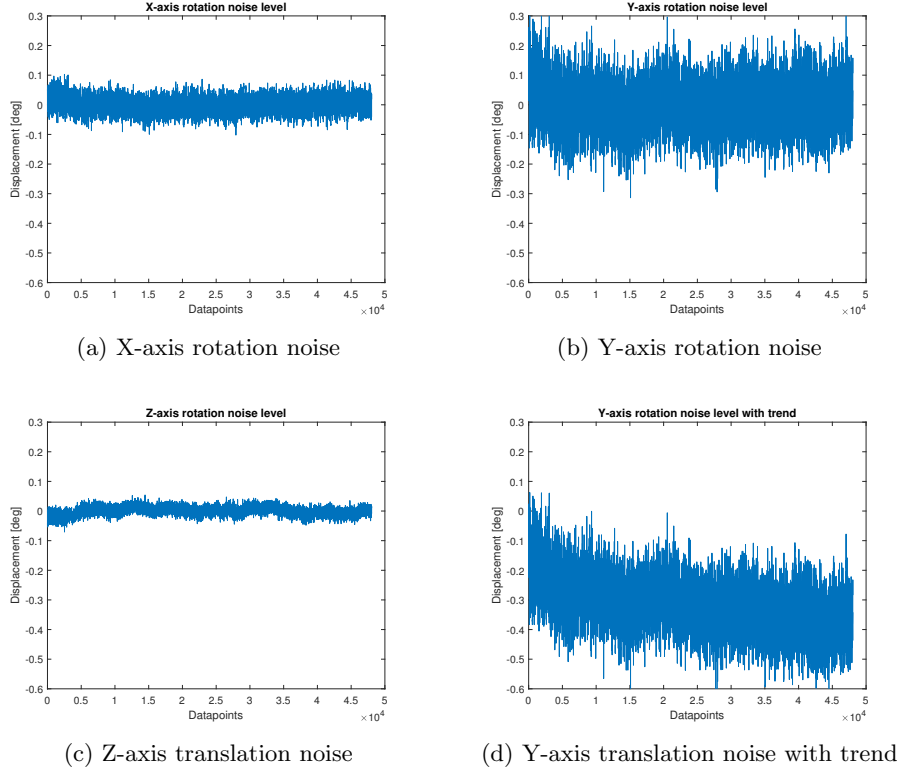 X-axis rotation noise level
0.3
0.2
0.1
0
-0.1
-0.2
-0.3
-0.4
-0.5
-0.6
Displacement [deg]
0 0.5 1 1.5 2 2.5 3 3.5 4 4.5 5
Datapoints
×10⁴
(a) X-axis rotation noise
Y-axis rotation noise level
0.3
0.2
0.1
0
-0.1
-0.2
-0.3
-0.4
-0.5
-0.6
Displacement [deg]
0 0.5 1 1.5 2 2.5 3 3.5 4 4.5 5
Datapoints
×10⁴
(b) Y-axis rotation noise
Z-axis rotation noise level
0.3
0.2
0.1
0
-0.1
-0.2
-0.3
-0.4
-0.5
-0.6
Displacement [deg]
0 0.5 1 1.5 2 2.5 3 3.5 4 4.5 5
Datapoints
×10⁴
(c) Z-axis translation noise
Y-axis rotation noise level with trend
0.3
0.2
0.1
0
-0.1
-0.2
-0.3
-0.4
-0.5
-0.6
Displacement [deg]
0 0.5 1 1.5 2 2.5 3 3.5 4 4.5 5
Datapoints
×10⁴
(d) Y-axis translation noise with trend